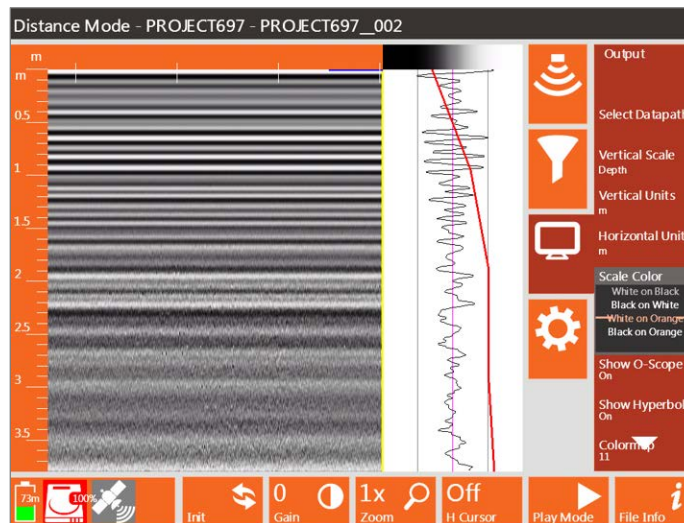 Distance Mode - PROJECT697 - PROJECT697__002
m
m
0.5
1
1.5
2
2.5
3
3.5
Output
Select Datapath
Vertical Scale
Depth
Vertical Units
m
Horizontal Unit
m
Scale Color
White on Black
Black on White
White on Orange
Black on Orange
Show O-Scope
On
Show Hyperbol
On
Colormap
11
73m
100%
Init
0
Gain
1x
Zoom
Off
H Cursor
Play Mode
i
File Info